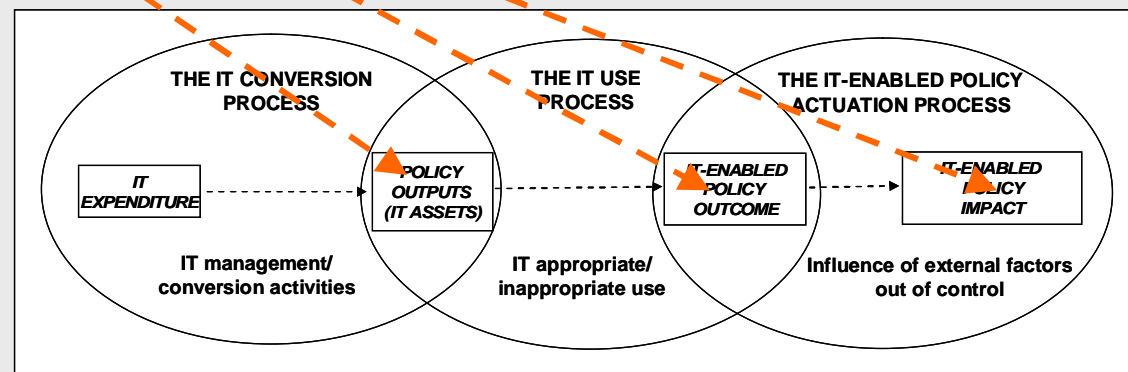 THE IT CONVERSION
PROCESS
THE IT USE
PROCESS
THE IT-ENABLED POLICY
ACTUATION PROCESS
IT
EXPENDITURE
POLICY
OUTPUTS
(IT ASSETS)
IT-ENABLED
POLICY
OUTCOME
IT-ENABLED
POLICY
IMPACT
IT management/
conversion activities
IT appropriate/
inappropriate use
Influence of external factors
out of control